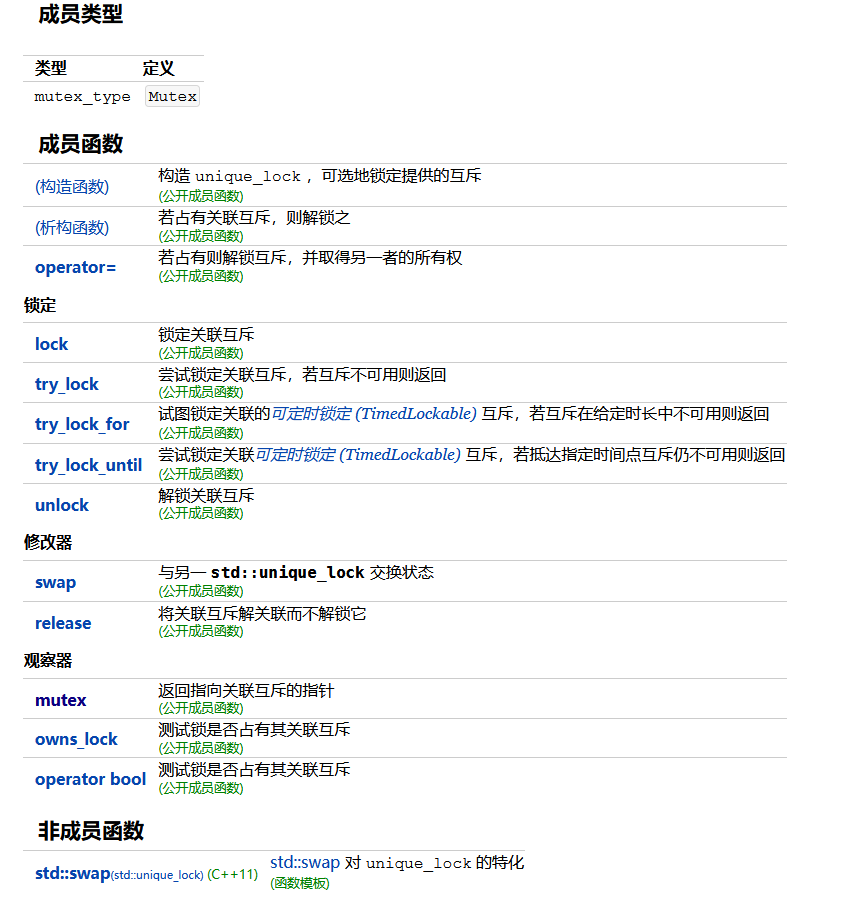 成员类型
类型 定义
mutex_type Mutex
成员函数
(构造函数) 构造 unique_lock ，可选地锁定提供的互斥
(公开成员函数)
(析构函数) 若占有关联互斥，则解锁之
(公开成员函数)
operator= 若占有则解锁互斥，并取得另一者的所有权
(公开成员函数)
锁定
lock 锁定关联互斥
(公开成员函数)
try_lock 尝试锁定关联互斥，若互斥不可用则返回
(公开成员函数)
try_lock_for 试图锁定关联的可定时锁定 (TimedLockable) 互斥，若互斥在给定时长中不可用则返回
(公开成员函数)
try_lock_until 尝试锁定关联可定时锁定 (TimedLockable) 互斥，若抵达指定时间点互斥仍不可用则返回
(公开成员函数)
unlock 解锁关联互斥
(公开成员函数)
修改器
swap 与另一 std::unique_lock 交换状态
(公开成员函数)
release 将关联互斥解关联而不解锁它
(公开成员函数)
观察器
mutex 返回指向关联互斥的指针
(公开成员函数)
owns_lock 测试锁是否占有其关联互斥
(公开成员函数)
operator bool 测试锁是否占有其关联互斥
(公开成员函数)
非成员函数
std::swap(std::unique_lock) (C++11) std::swap 对 unique_lock 的特化
(函数模板)